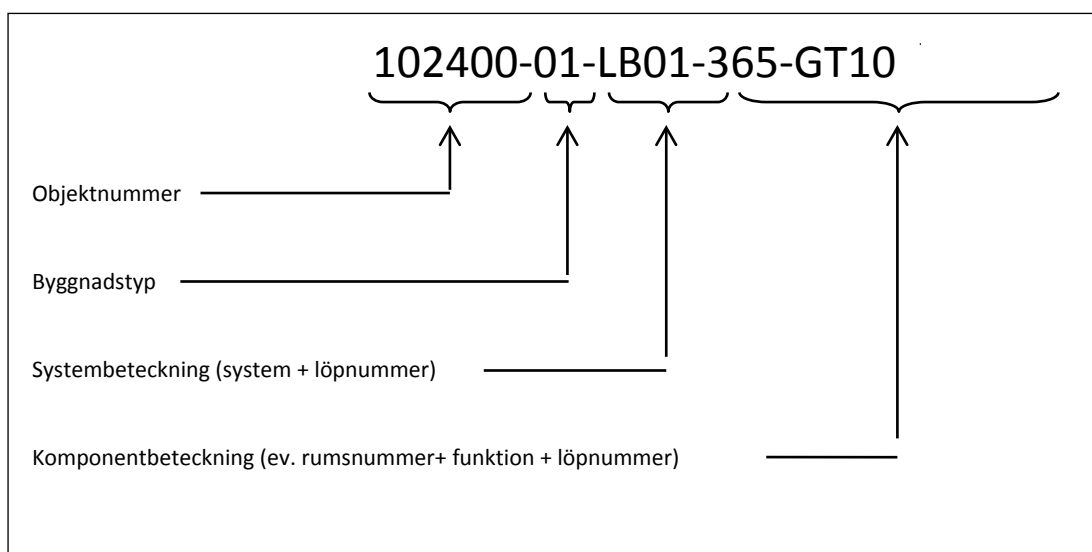 102400-01-LB01-365-GT10
Objektnummer
Byggnadstyp
Systembeteckning (system + löpnummer)
Komponentbeteckning (ev. rumsnummer+ funktion + löpnummer)